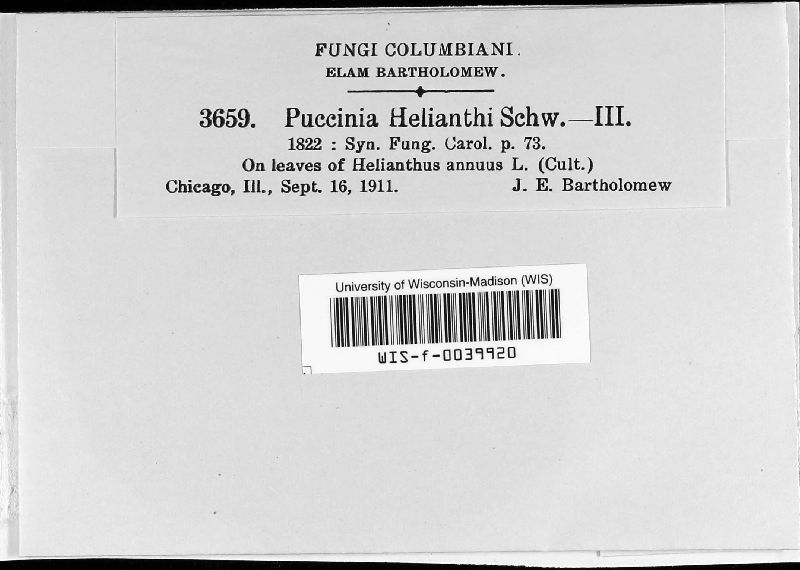 FUNGI COLUMBIANI.
ELAM BARTHOLOMEW.
3659. Puccinia Helianthi Schw.—III.
1822 : Syn. Fung. Carol. p. 73.
On leaves of Helianthus annuus L. (Cult.)
Chicago, Ill., Sept. 16, 1911. J. E. Bartholomew
University of Wisconsin-Madison (WIS)
WIS-f-0039920